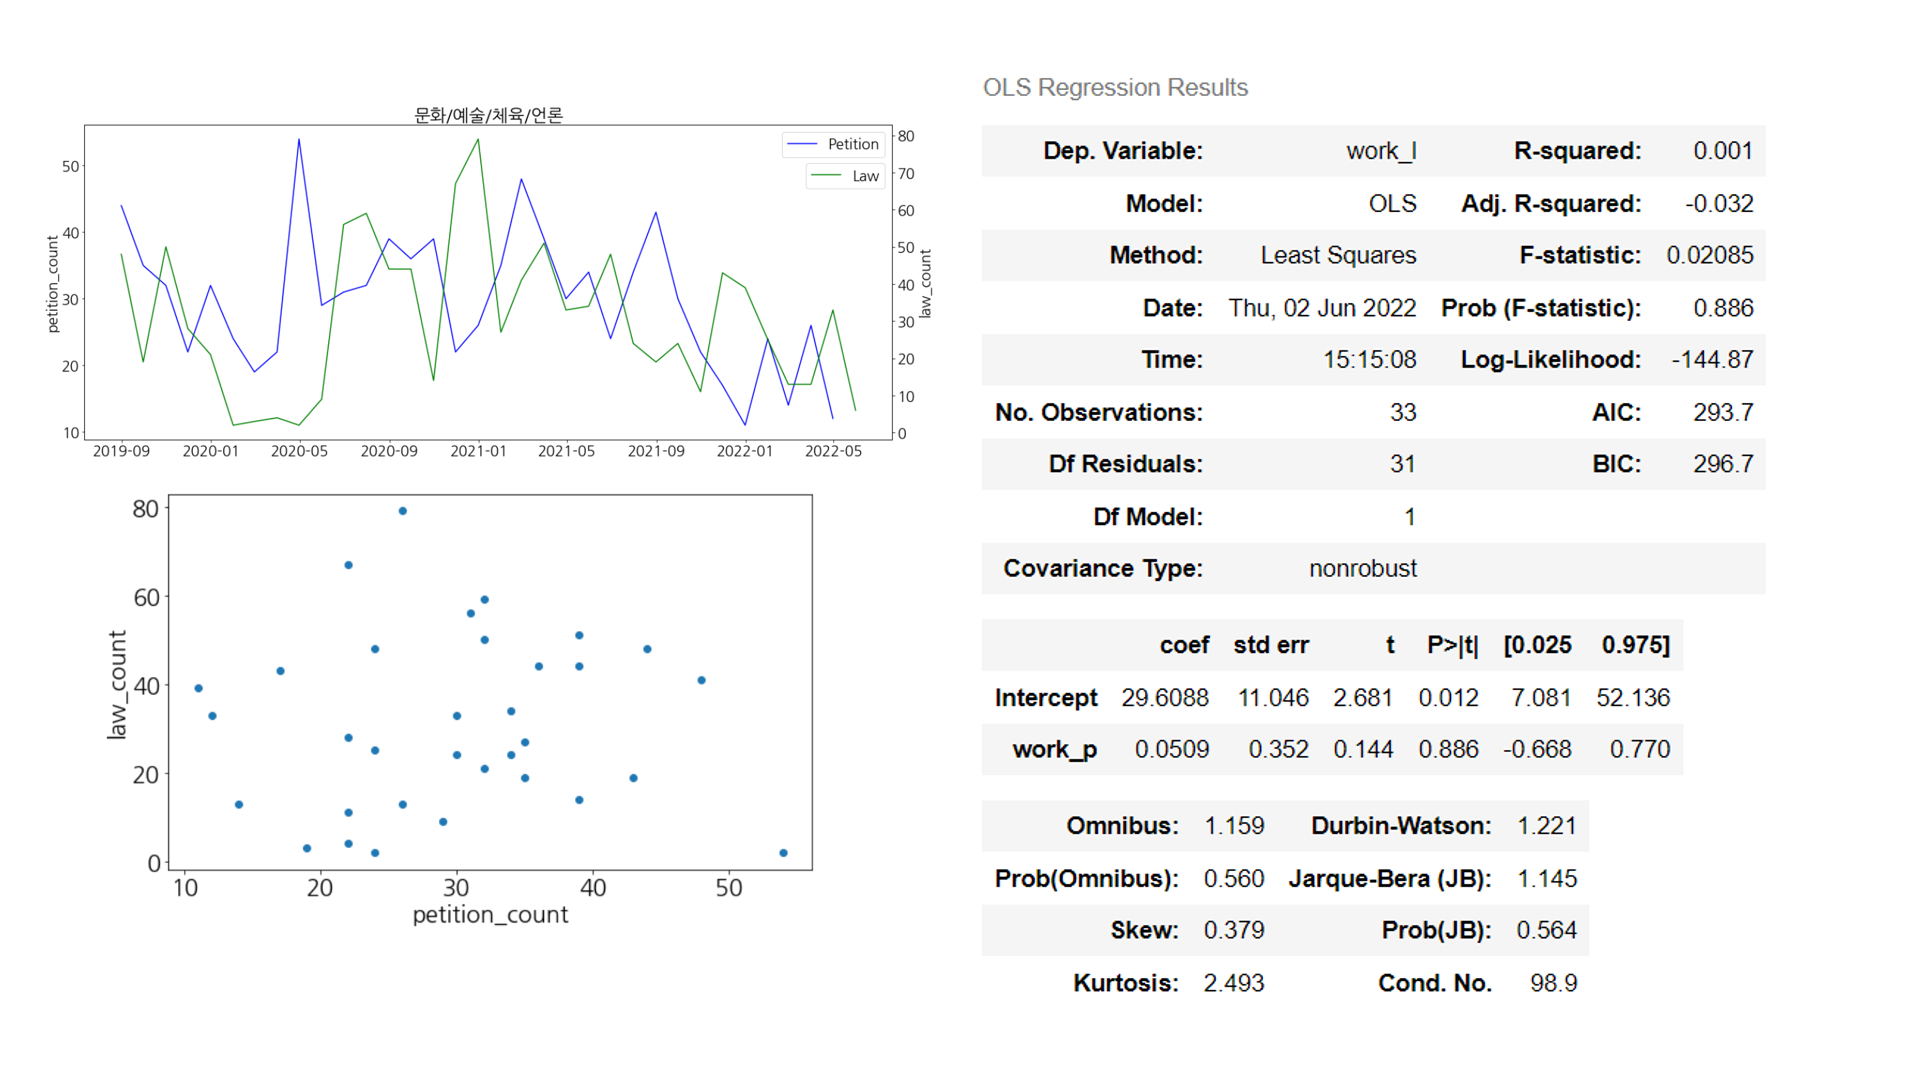 문화/예술/체육/언론
Petition
Law
petition_count
50
40
30
20
10
law_count
80
70
60
50
40
30
20
10
0
2019-09 2020-01 2020-05 2020-09 2021-01 2021-05 2021-09 2022-01 2022-05
law_count
80
60
40
20
0
10 20 30 40 50
petition_count
OLS Regression Results
Dep. Variable: work_l R-squared: 0.001
Model: OLS Adj. R-squared: -0.032
Method: Least Squares F-statistic: 0.02085
Date: Thu, 02 Jun 2022 Prob (F-statistic): 0.886
Time: 15:15:08 Log-Likelihood: -144.87
No. Observations: 33 AIC: 293.7
Df Residuals: 31 BIC: 296.7
Df Model: 1
Covariance Type: nonrobust
coef std err t P>|t| [0.025 0.975]
Intercept 29.6088 11.046 2.681 0.012 7.081 52.136
work_p 0.0509 0.352 0.144 0.886 -0.668 0.770
Omnibus: 1.159 Durbin-Watson: 1.221
Prob(Omnibus): 0.560 Jarque-Bera (JB): 1.145
Skew: 0.379 Prob(JB): 0.564
Kurtosis: 2.493 Cond. No. 98.9